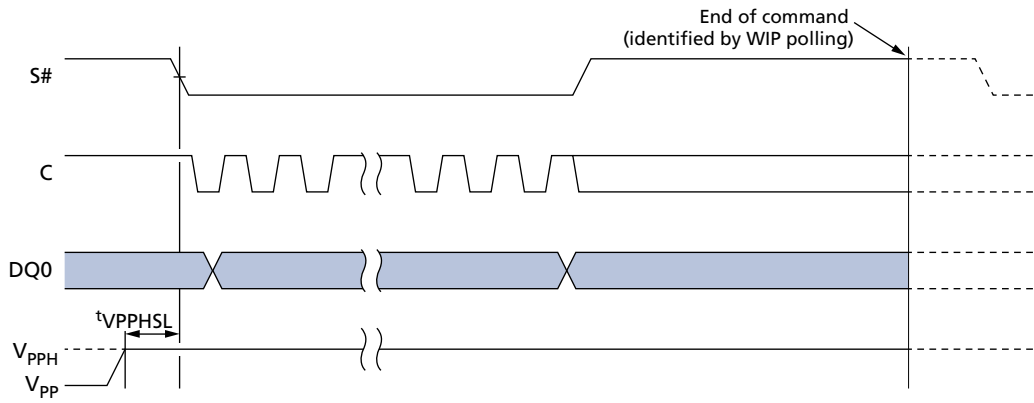 End of command
(identified by WIP polling)
S#
C
DQ0
tVPPHSL
VPPH
VPP